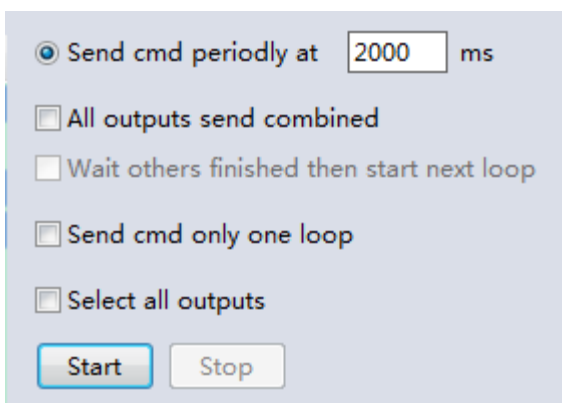 Send cmd periodly at 2000 ms
All outputs send combined
Wait others finished then start next loop
Send cmd only one loop
Select all outputs
Start Stop